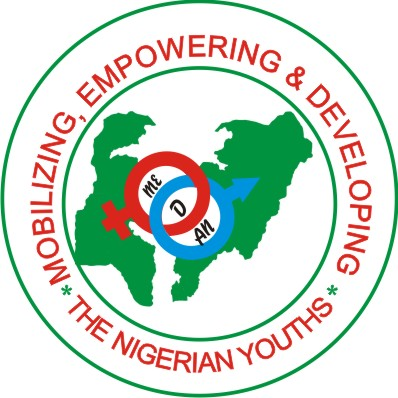 MOBILIZING, EMPOWERING & DEVELOPING
* THE NIGERIAN YOUTHS *
ME
D
AN